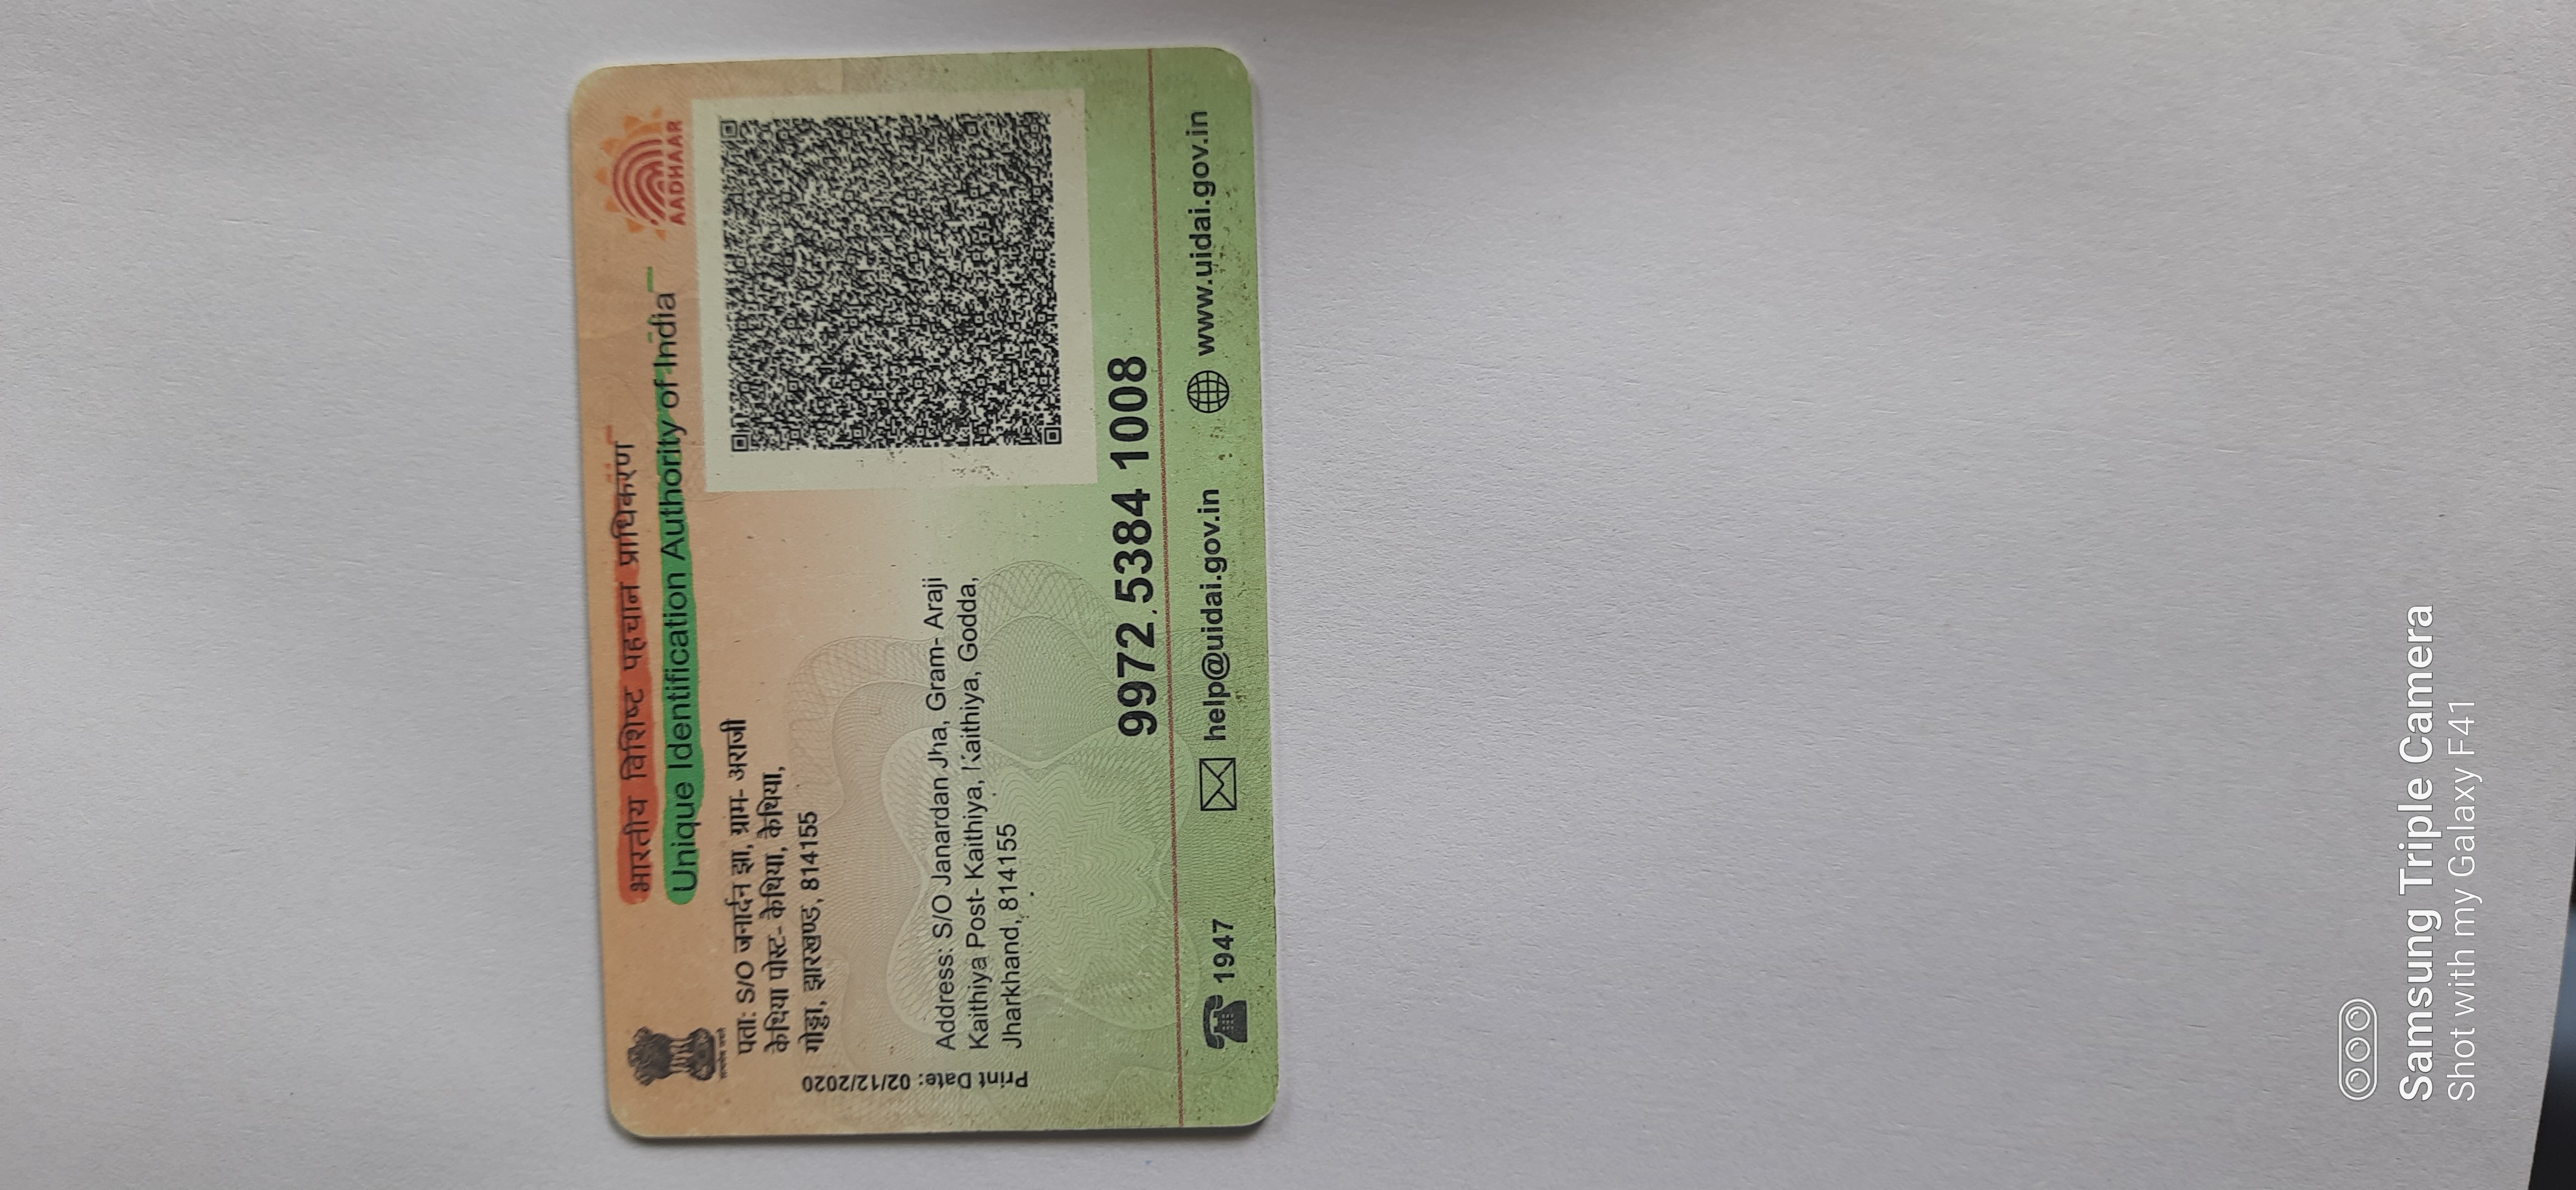 भारतीय विशिष्ट पहचान प्राधिकरण
Unique Identification Authority of India
AADHAAR
पता: S/O जनार्दन झा, ग्राम- अराजी
केथिया पोस्ट- केथिया, केथिया,
गोड्डा, झारखण्ड, 814155
Address: S/O Janardan Jha, Gram- Araji
Kaithiya Post- Kaithiya, Kaithiya, Godda,
Jharkhand, 814155
Print Date: 02/12/2020
9972 5384 1008
1947
help@uidai.gov.in
www.uidai.gov.in
Samsung Triple Camera
Shot with my Galaxy F41